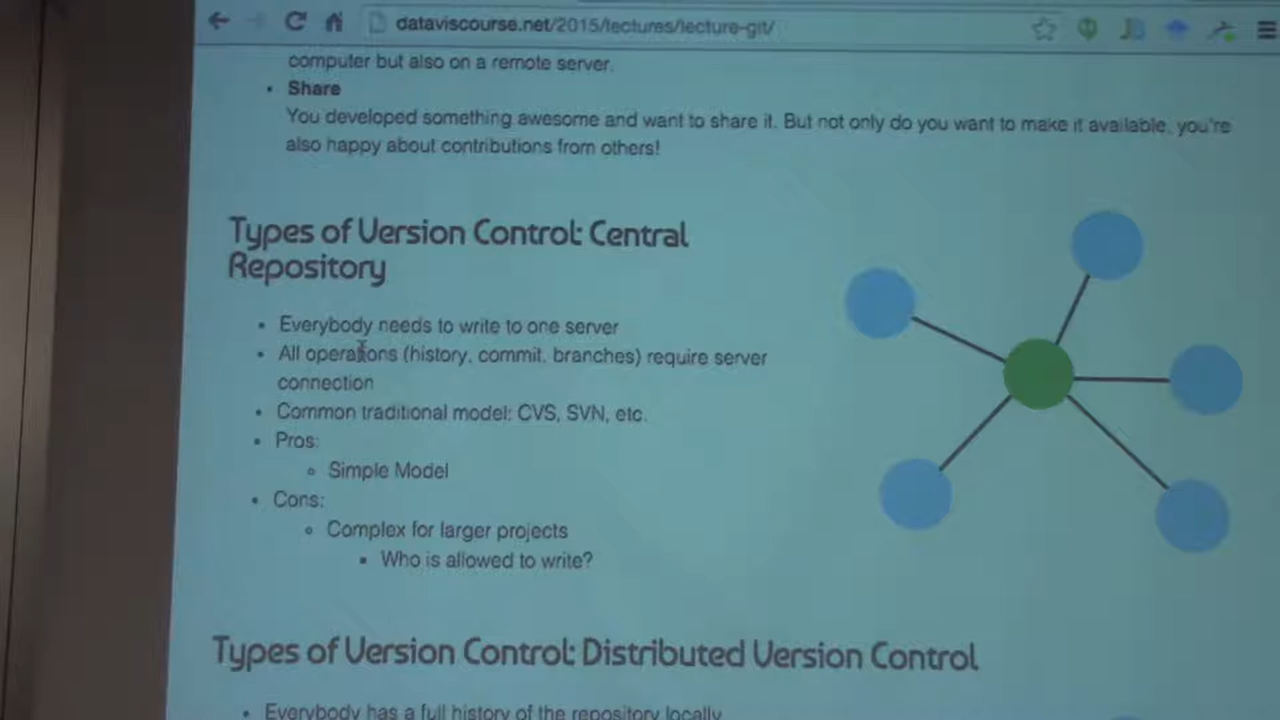 dataviscourse.net/2015/lectures/lecture-git/
computer but also on a remote server.
• Share
You developed something awesome and want to share it. But not only do you want to make it available, you're
also happy about contributions from others!
Types of Version Control: Central
Repository
• Everybody needs to write to one server
• All operations (history, commit, branches) require server
connection
• Common traditional model: CVS, SVN, etc.
• Pros:
◦ Simple Model
• Cons:
◦ Complex for larger projects
▪ Who is allowed to write?
Types of Version Control: Distributed Version Control
• Everybody has a full history of the repository locally